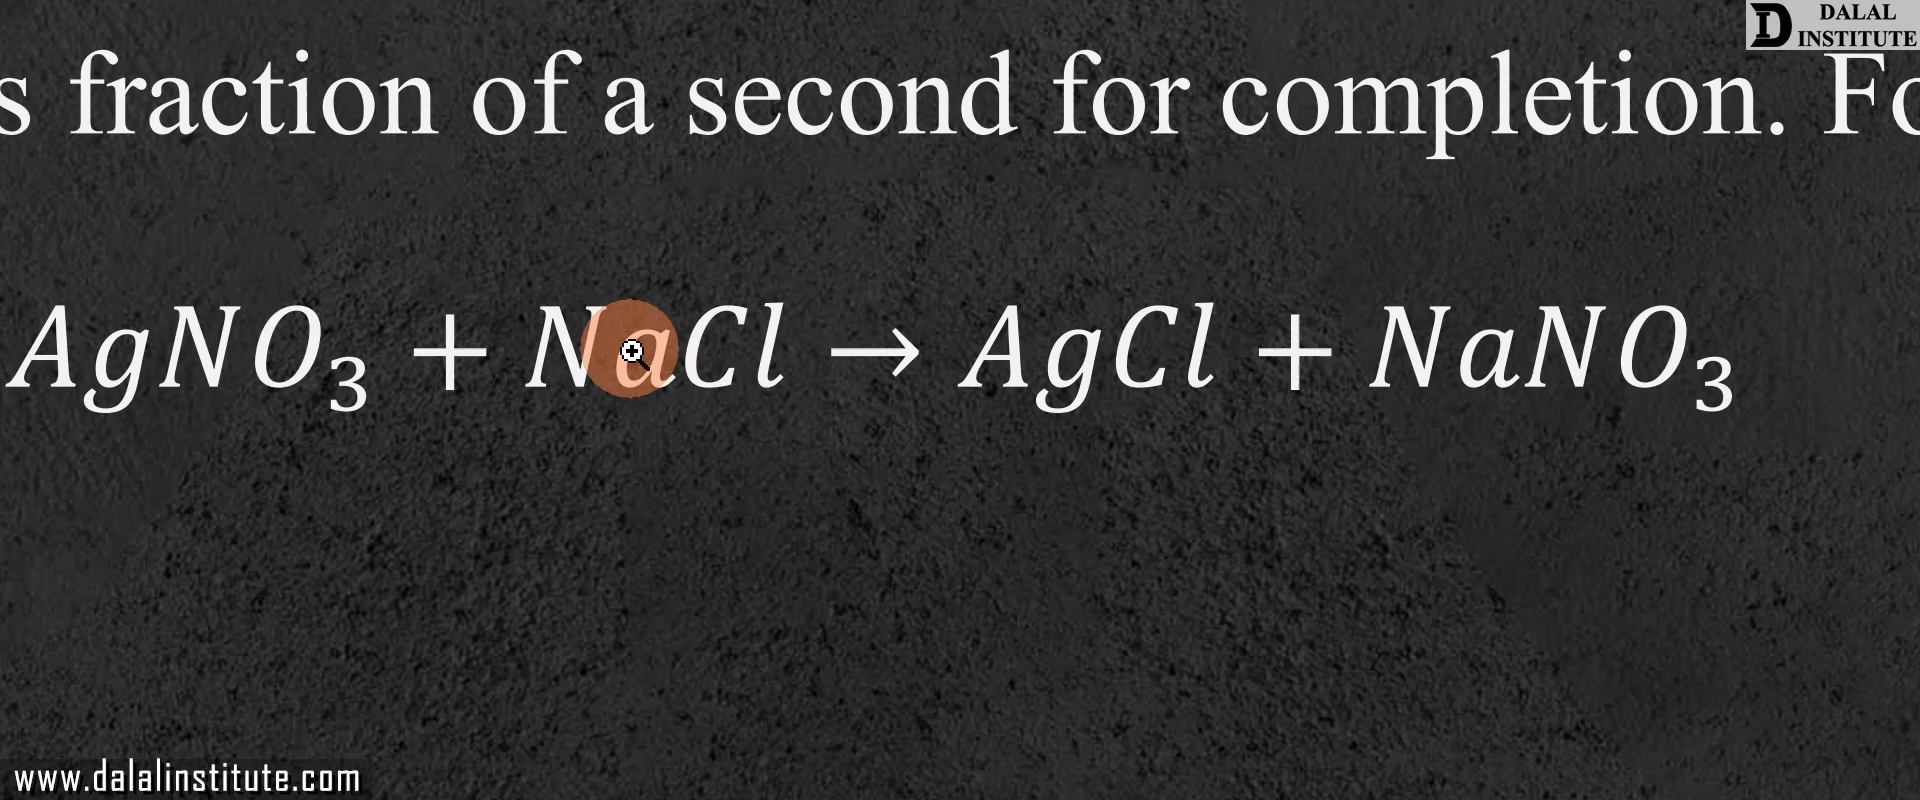 DALAL
INSTITUTE
s fraction of a second for completion. Fo
AgNO₃ + NaCl → AgCl + NaNO₃
www.dalalinstitute.com